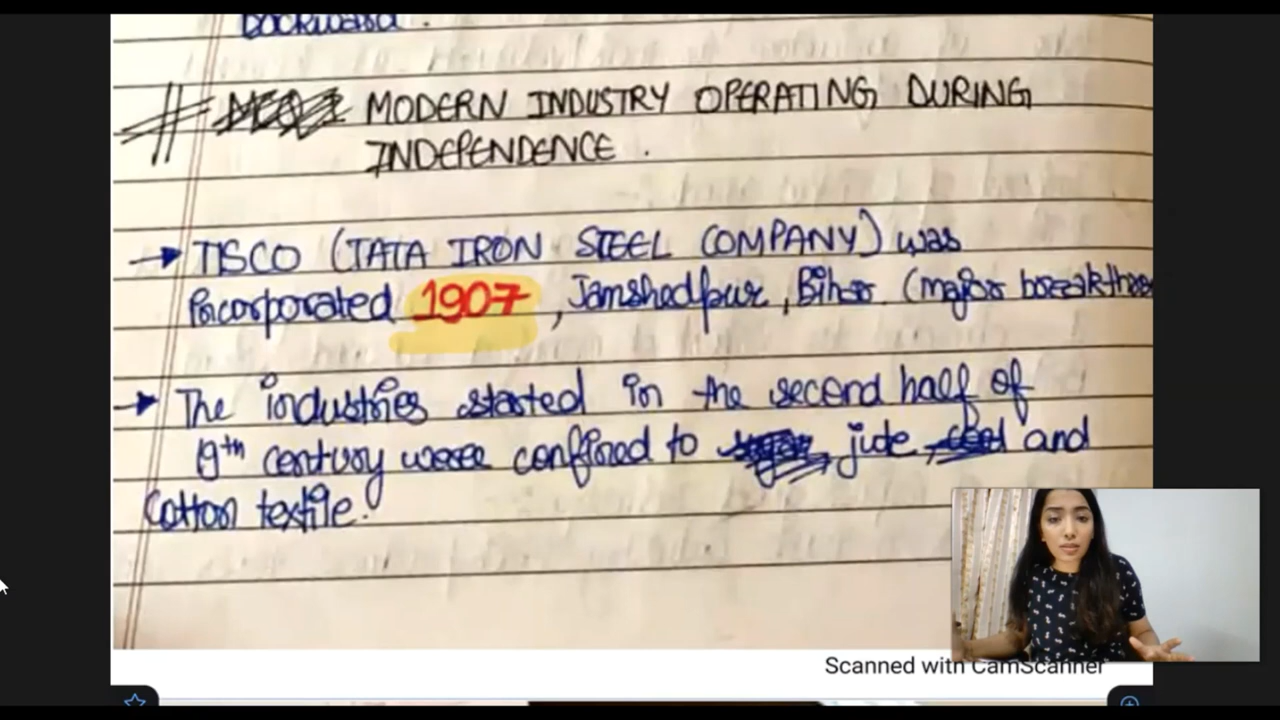 backward.
# MODERN INDUSTRY OPERATING DURING
INDEPENDENCE.
→ TISCO (TATA IRON STEEL COMPANY) was
incorporated 1907, Jamshedpur, Bihar (major
→ The industries started in the second half of
19th century were confined to jute and
Cotton textile.
Scanned with CamScanner